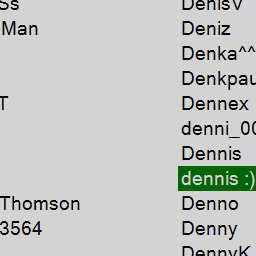 Ss DenisV
Man Deniz
Denka^^
Denkpau
T Dennex
denni_00
Dennis
dennis :)
Thomson Denno
3564 Denny
DennyK